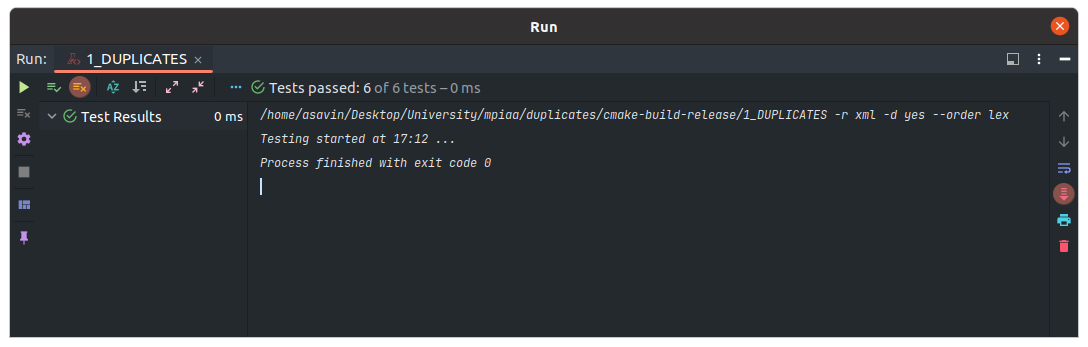 Run
Run:
1_DUPLICATES
Tests passed: 6 of 6 tests – 0 ms
Test Results
0 ms
/home/asavin/Desktop/University/mpiaa/duplicates/cmake-build-release/1_DUPLICATES -r xml -d yes --order lex
Testing started at 17:12 ...
Process finished with exit code 0